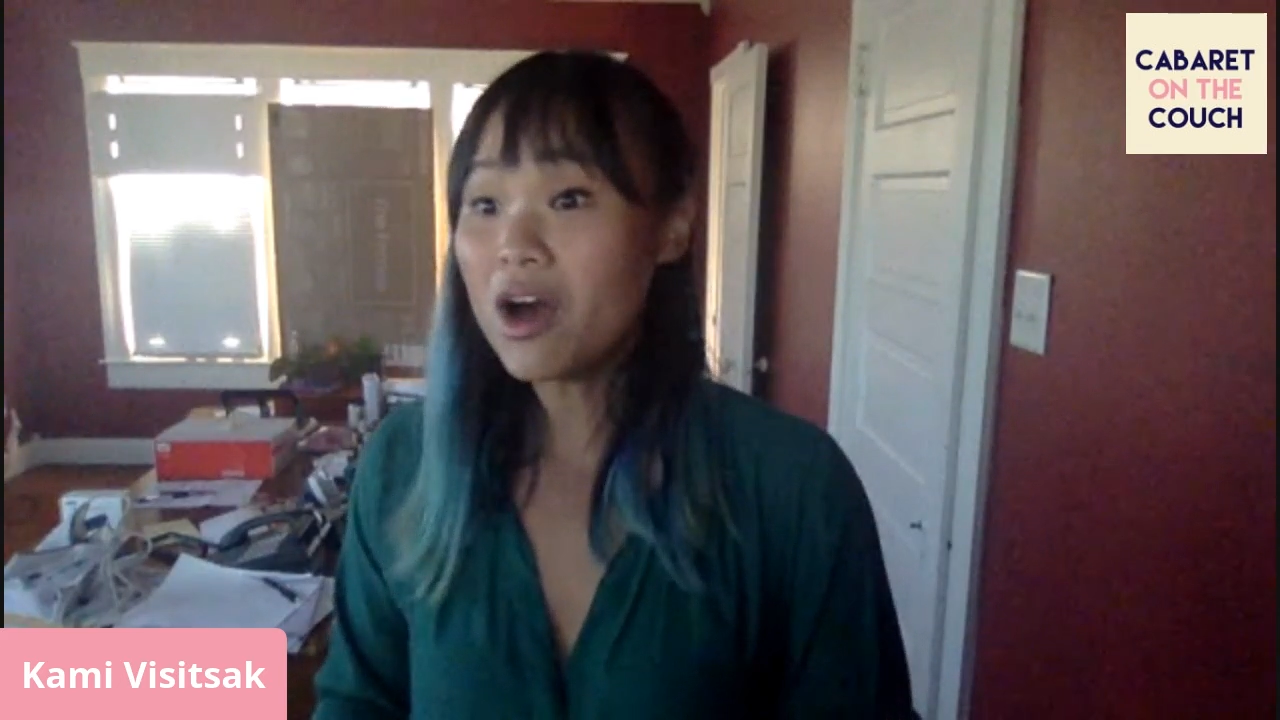 CABARET
ON THE
COUCH
Kami Visitsak